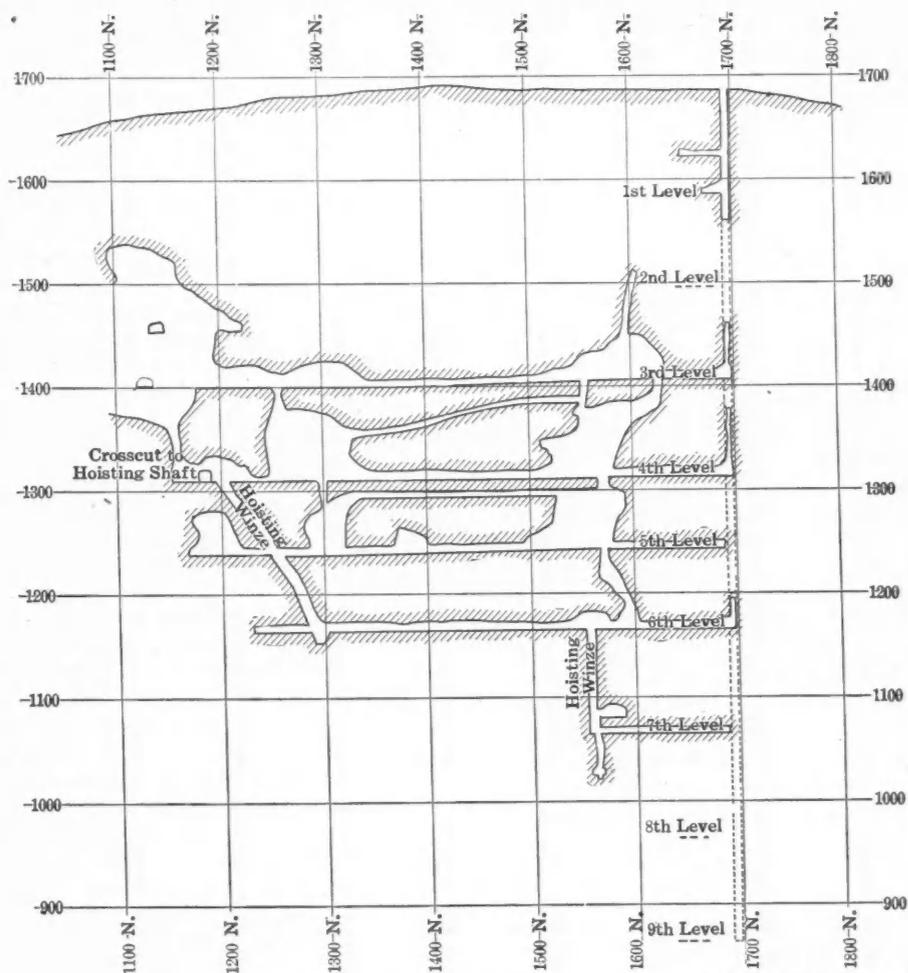 1100-N.
1200-N.
1300-N.
1400-N.
1500-N.
1600-N.
1700-N.
1800-N.
1700
1700
1600
1600
1st Level
1500
2nd Level
1500
1400
3rd Level
1400
Crosscut to
Hoisting Shaft
4th Level
1300
1300
Hoisting
Winze
5th Level
1200
1200
6th Level
Hoisting
Winze
1100
1100
7th Level
1000
1000
8th Level
900
900
9th Level
1100-N.
1200 N.
1300-N.
1400-N.
1500-N.
1600-N.
1700 N.
1800-N.